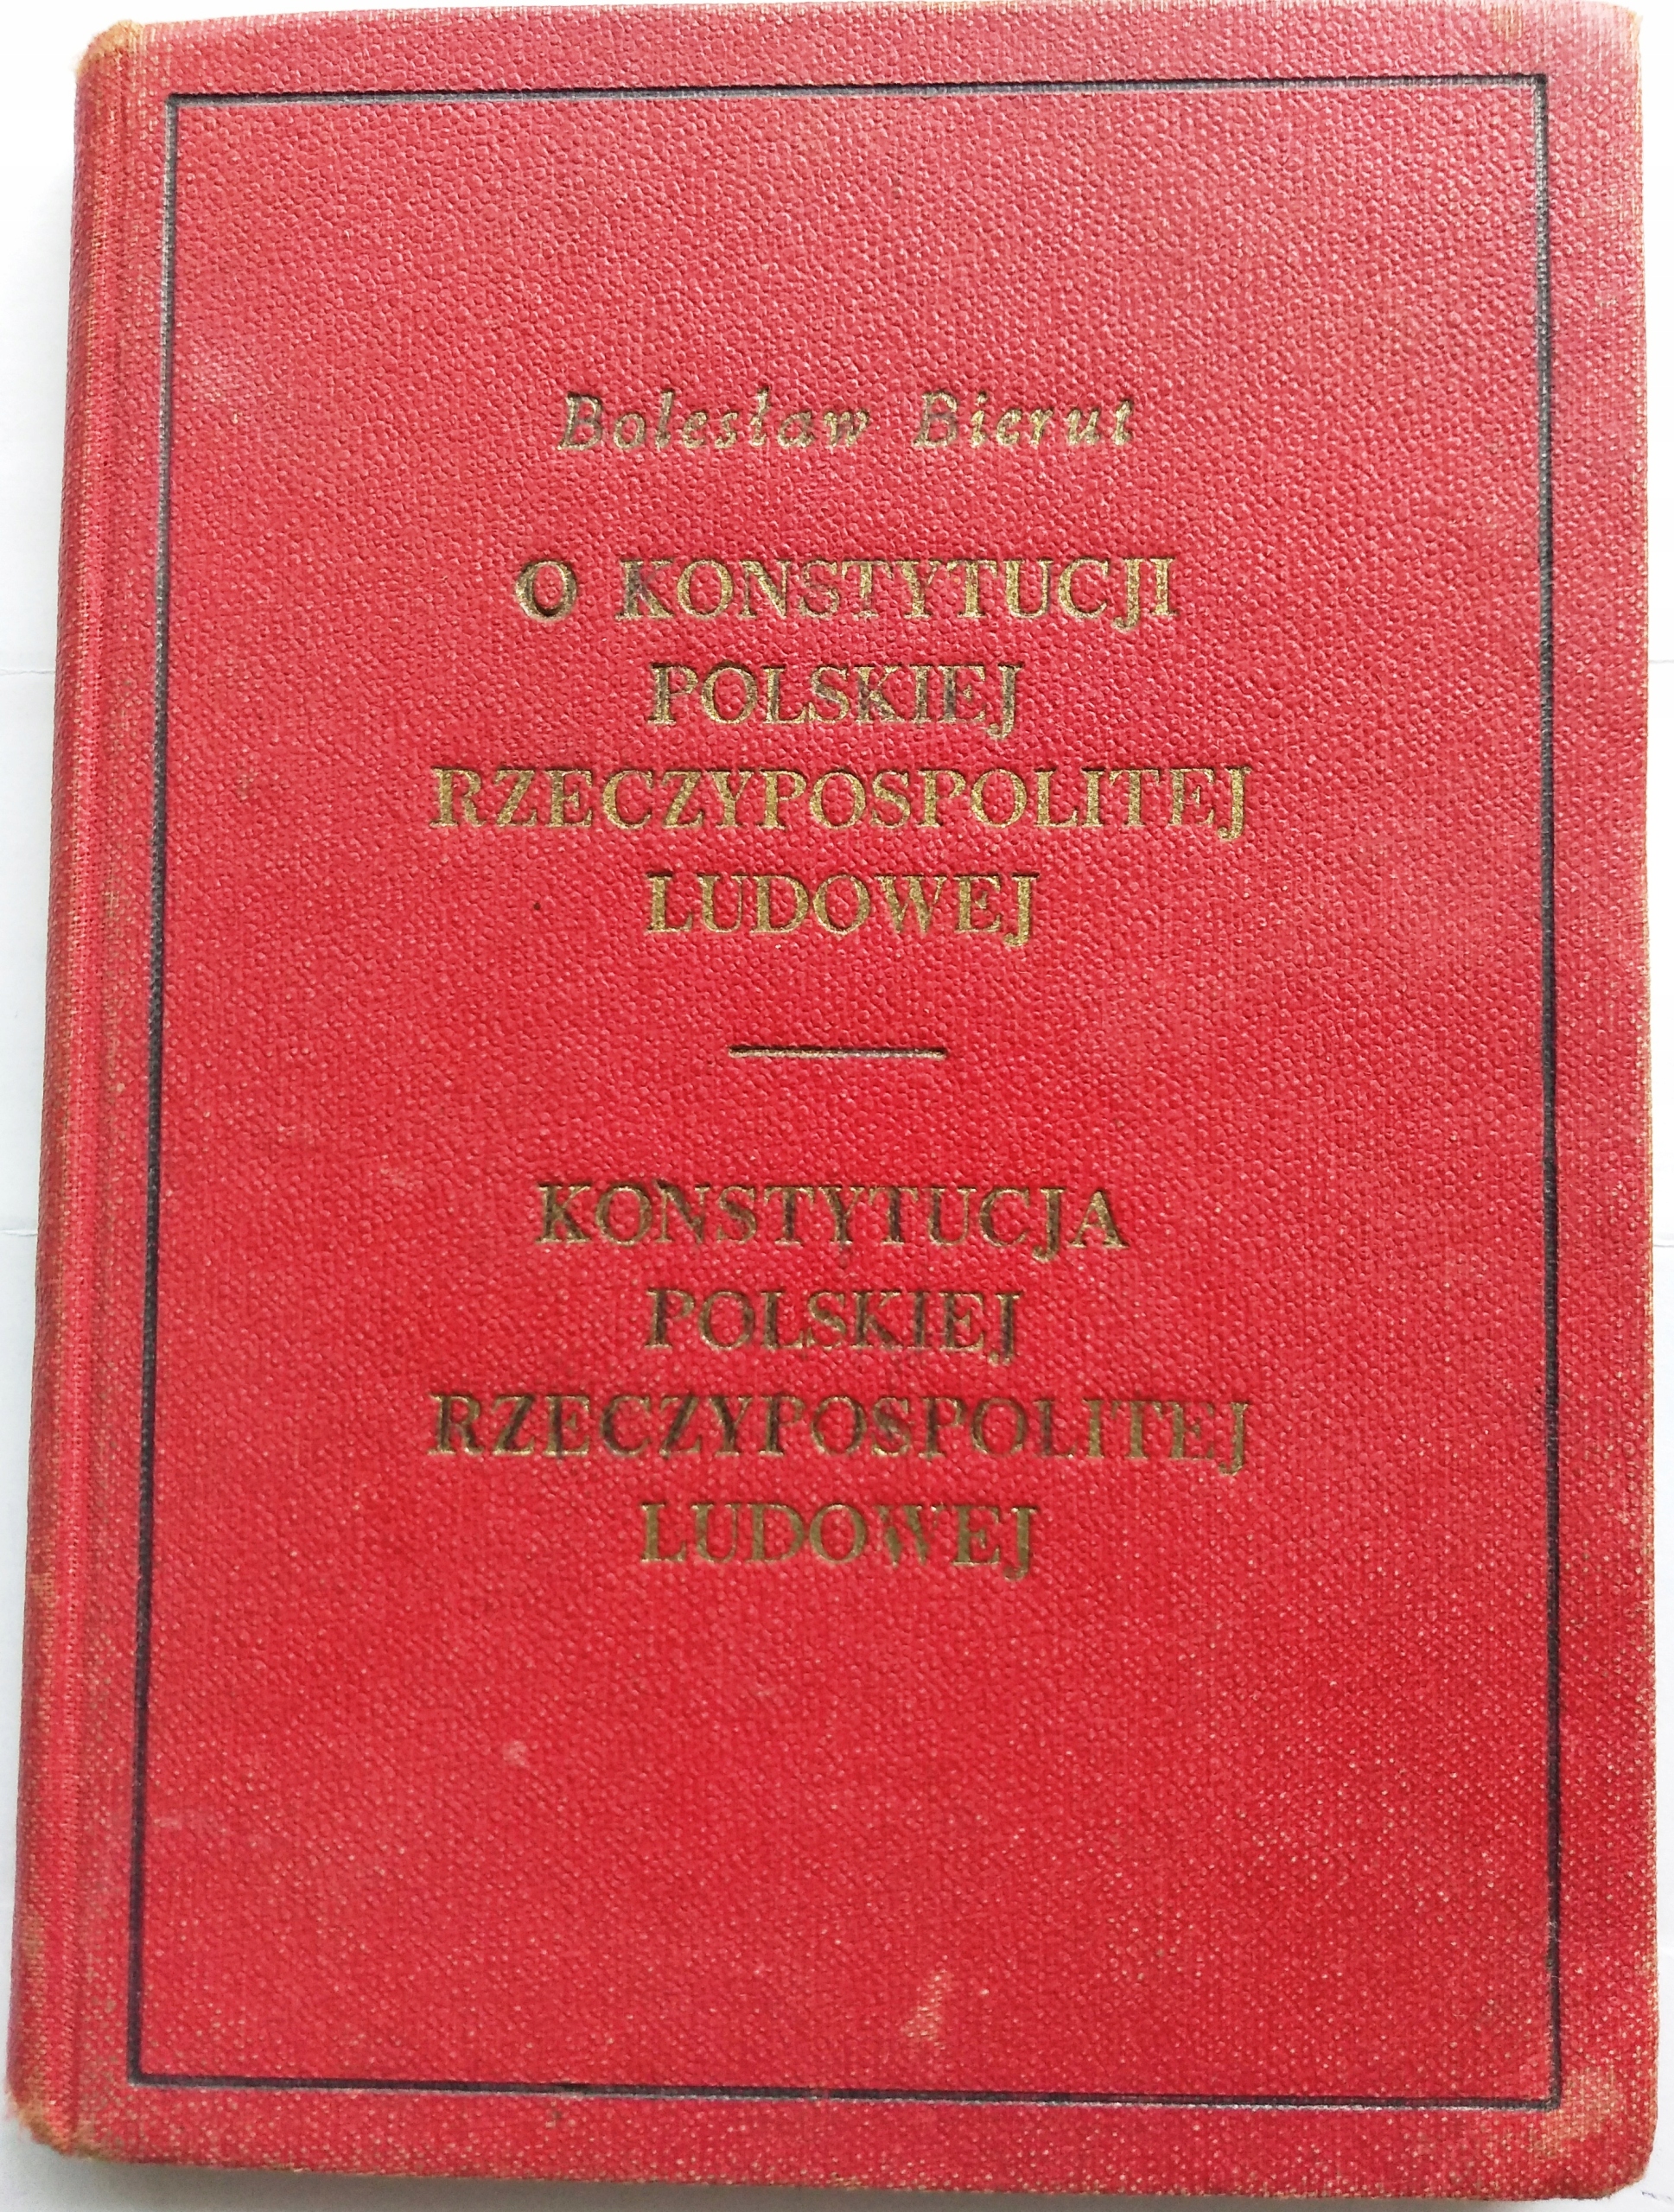 Bolesław Bierut
O KONSTYTUCJI
POLSKIEJ
RZECZYPOSPOLITEJ
LUDOWEJ
KONSTYTUCJA
POLSKIEJ
RZECZYPOSPOLITEJ
LUDOWEJ